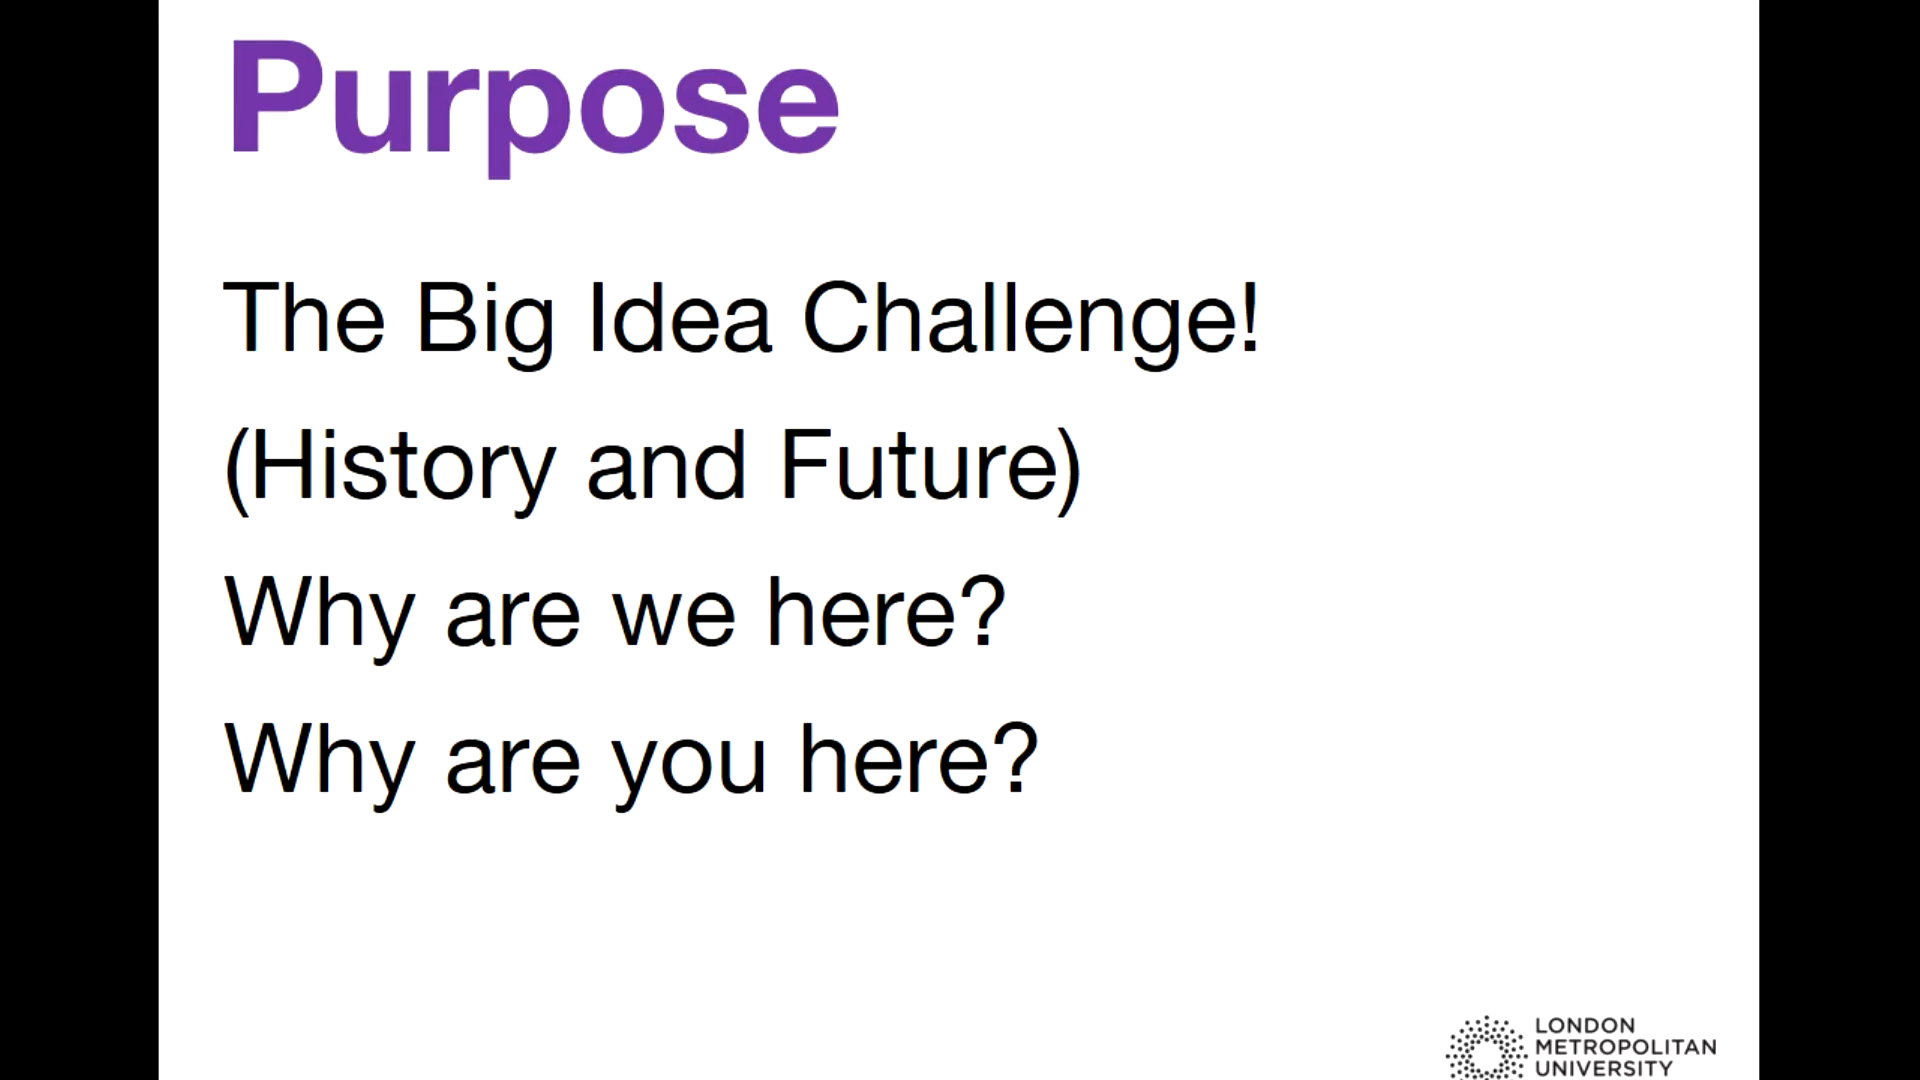 Purpose
The Big Idea Challenge!
(History and Future)
Why are we here?
Why are you here?
LONDON
METROPOLITAN
UNIVERSITY